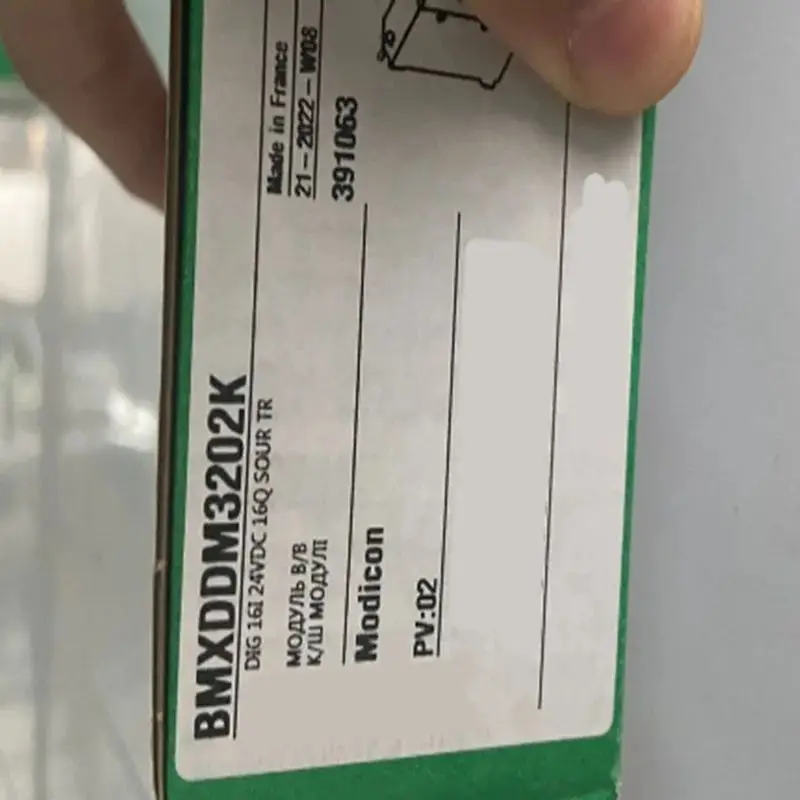 BMXDDM3202K
DIG 16I 24VDC 16Q SOUR TR
Made in France
21-2022-W08
391063
МОДУЛЬ В/В
К/Ш МОДУЛІ
Modicon
PV:02